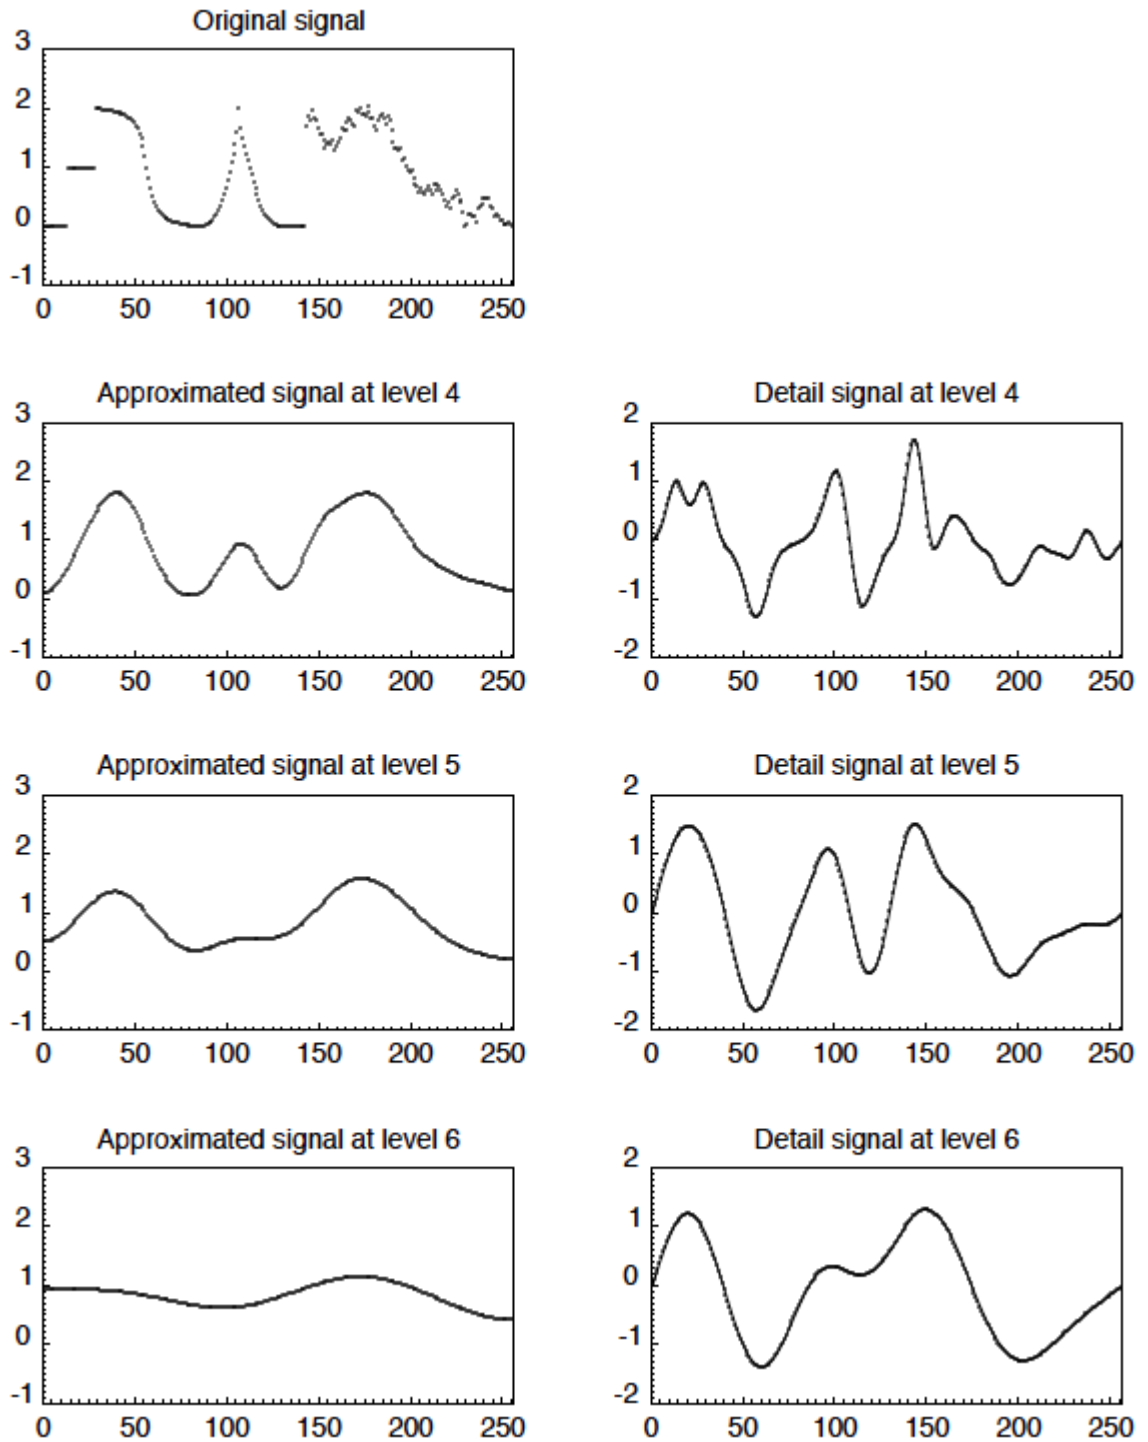 Original signal
3
2
1
0
-1
0 50 100 150 200 250
Approximated signal at level 4
3
2
1
0
-1
0 50 100 150 200 250
Detail signal at level 4
2
1
0
-1
-2
0 50 100 150 200 250
Approximated signal at level 5
3
2
1
0
-1
0 50 100 150 200 250
Detail signal at level 5
2
1
0
-1
-2
0 50 100 150 200 250
Approximated signal at level 6
3
2
1
0
-1
0 50 100 150 200 250
Detail signal at level 6
2
1
0
-1
-2
0 50 100 150 200 250